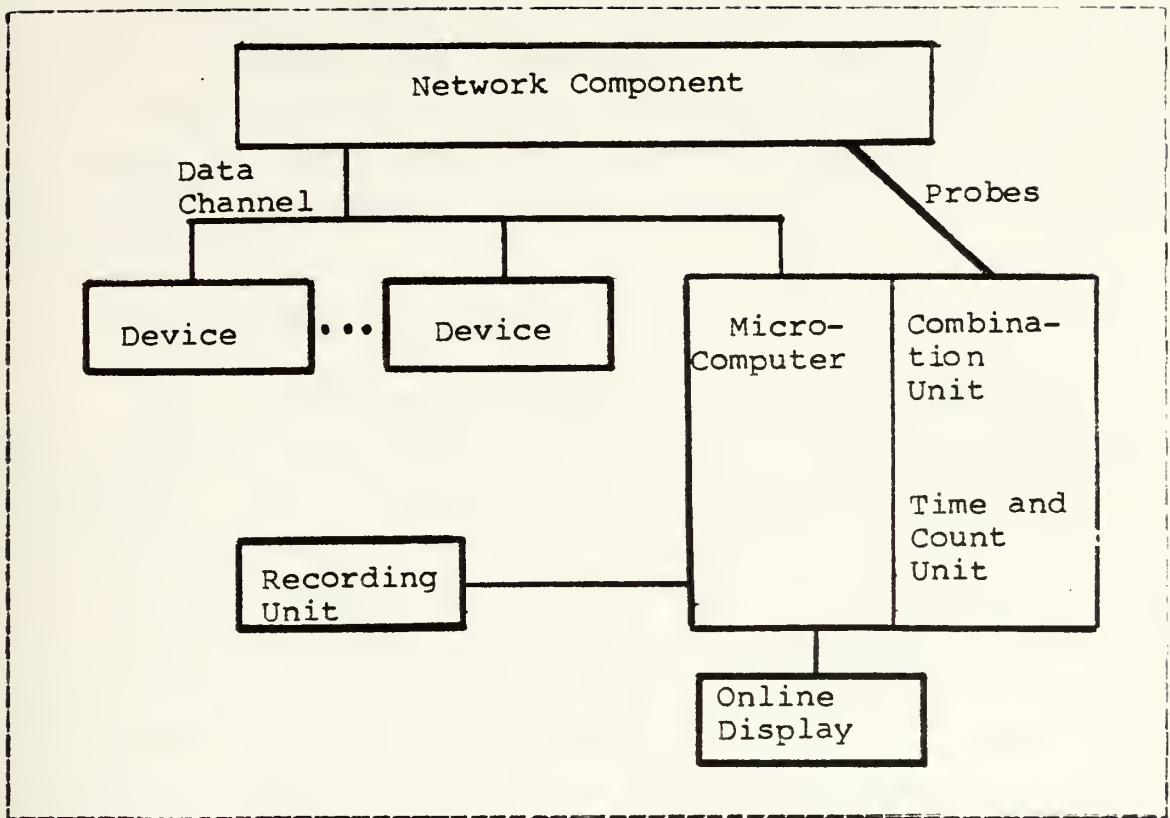 Network Component
Data
Channel
Probes
Device
•••
Device
Micro-
Computer
Combina-
tion
Unit
Time and
Count
Unit
Recording
Unit
Online
Display